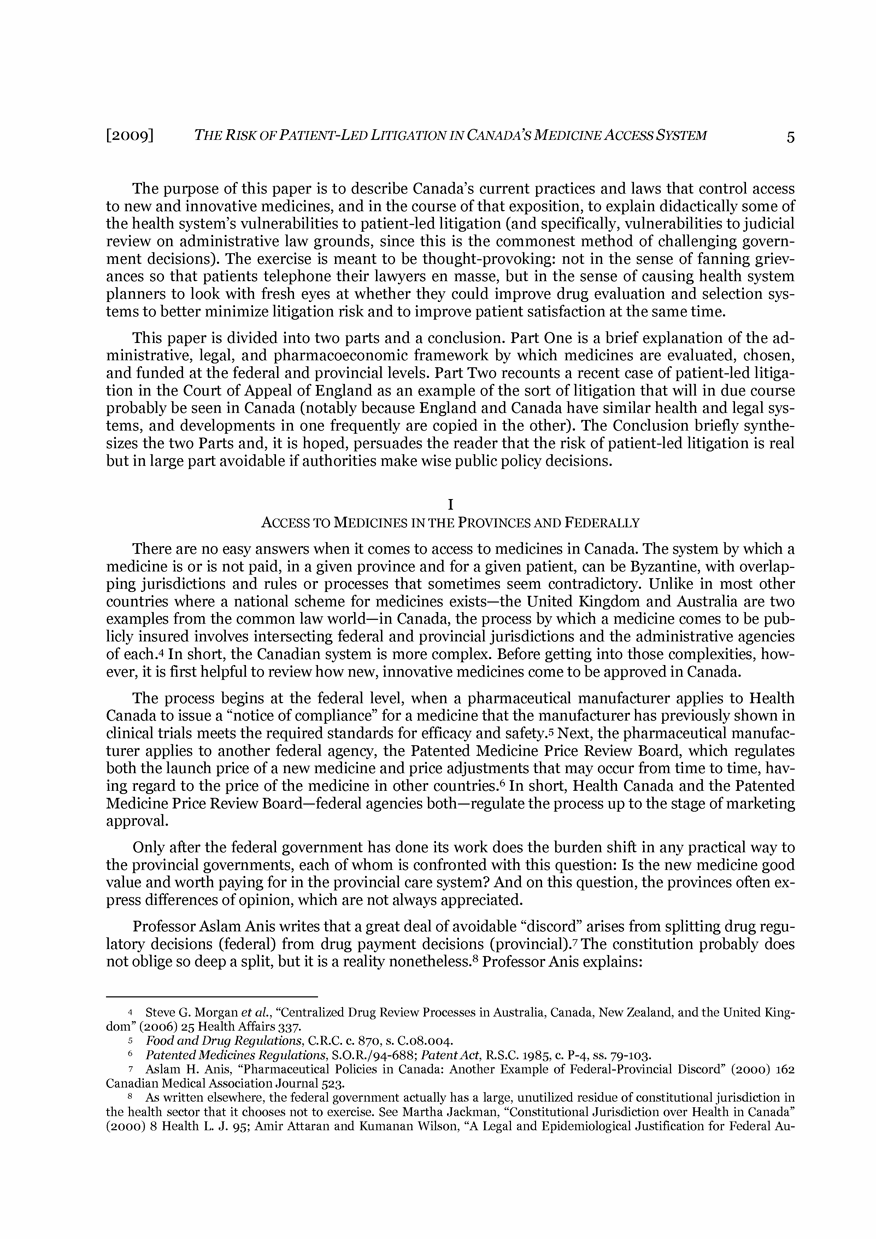 [2009] THE RISK OF PATIENT-LED LITIGATION IN CANADA'S MEDICINE ACCESS SYSTEM 5
The purpose of this paper is to describe Canada's current practices and laws that control access
to new and innovative medicines, and in the course of that exposition, to explain didactically some of
the health system's vulnerabilities to patient-led litigation (and specifically, vulnerabilities to judicial
review on administrative law grounds, since this is the commonest method of challenging govern-
ment decisions). The exercise is meant to be thought-provoking: not in the sense of fanning griev-
ances so that patients telephone their lawyers en masse, but in the sense of causing health system
planners to look with fresh eyes at whether they could improve drug evaluation and selection sys-
tems to better minimize litigation risk and to improve patient satisfaction at the same time.
This paper is divided into two parts and a conclusion. Part One is a brief explanation of the ad-
ministrative, legal, and pharmacoeconomic framework by which medicines are evaluated, chosen,
and funded at the federal and provincial levels. Part Two recounts a recent case of patient-led litiga-
tion in the Court of Appeal of England as an example of the sort of litigation that will in due course
probably be seen in Canada (notably because England and Canada have similar health and legal sys-
tems, and developments in one frequently are copied in the other). The Conclusion briefly synthe-
sizes the two Parts and, it is hoped, persuades the reader that the risk of patient-led litigation is real
but in large part avoidable if authorities make wise public policy decisions.
I
ACCESS TO MEDICINES IN THE PROVINCES AND FEDERALLY
There are no easy answers when it comes to access to medicines in Canada. The system by which a
medicine is or is not paid, in a given province and for a given patient, can be Byzantine, with overlap-
ping jurisdictions and rules or processes that sometimes seem contradictory. Unlike in most other
countries where a national scheme for medicines exists—the United Kingdom and Australia are two
examples from the common law world—in Canada, the process by which a medicine comes to be pub-
licly insured involves intersecting federal and provincial jurisdictions and the administrative agencies
of each.4 In short, the Canadian system is more complex. Before getting into those complexities, how-
ever, it is first helpful to review how new, innovative medicines come to be approved in Canada.
The process begins at the federal level, when a pharmaceutical manufacturer applies to Health
Canada to issue a “notice of compliance” for a medicine that the manufacturer has previously shown in
clinical trials meets the required standards for efficacy and safety.5 Next, the pharmaceutical manufac-
turer applies to another federal agency, the Patented Medicine Price Review Board, which regulates
both the launch price of a new medicine and price adjustments that may occur from time to time, hav-
ing regard to the price of the medicine in other countries.6 In short, Health Canada and the Patented
Medicine Price Review Board—federal agencies both—regulate the process up to the stage of marketing
approval.
Only after the federal government has done its work does the burden shift in any practical way to
the provincial governments, each of whom is confronted with this question: Is the new medicine good
value and worth paying for in the provincial care system? And on this question, the provinces often ex-
press differences of opinion, which are not always appreciated.
Professor Aslam Anis writes that a great deal of avoidable “discord” arises from splitting drug regu-
latory decisions (federal) from drug payment decisions (provincial).7 The constitution probably does
not oblige so deep a split, but it is a reality nonetheless.8 Professor Anis explains:
4 Steve G. Morgan et al., “Centralized Drug Review Processes in Australia, Canada, New Zealand, and the United King-
dom” (2006) 25 Health Affairs 337.
5 Food and Drug Regulations, C.R.C. c. 870, s. C.08.004.
6 Patented Medicines Regulations, S.O.R./94-688; Patent Act, R.S.C. 1985, c. P-4, ss. 79-103.
7 Aslam H. Anis, “Pharmaceutical Policies in Canada: Another Example of Federal-Provincial Discord” (2000) 162
Canadian Medical Association Journal 523.
8 As written elsewhere, the federal government actually has a large, unutilized residue of constitutional jurisdiction in
the health sector that it chooses not to exercise. See Martha Jackman, “Constitutional Jurisdiction over Health in Canada”
(2000) 8 Health L. J. 95; Amir Attaran and Kumanan Wilson, “A Legal and Epidemiological Justification for Federal Au-